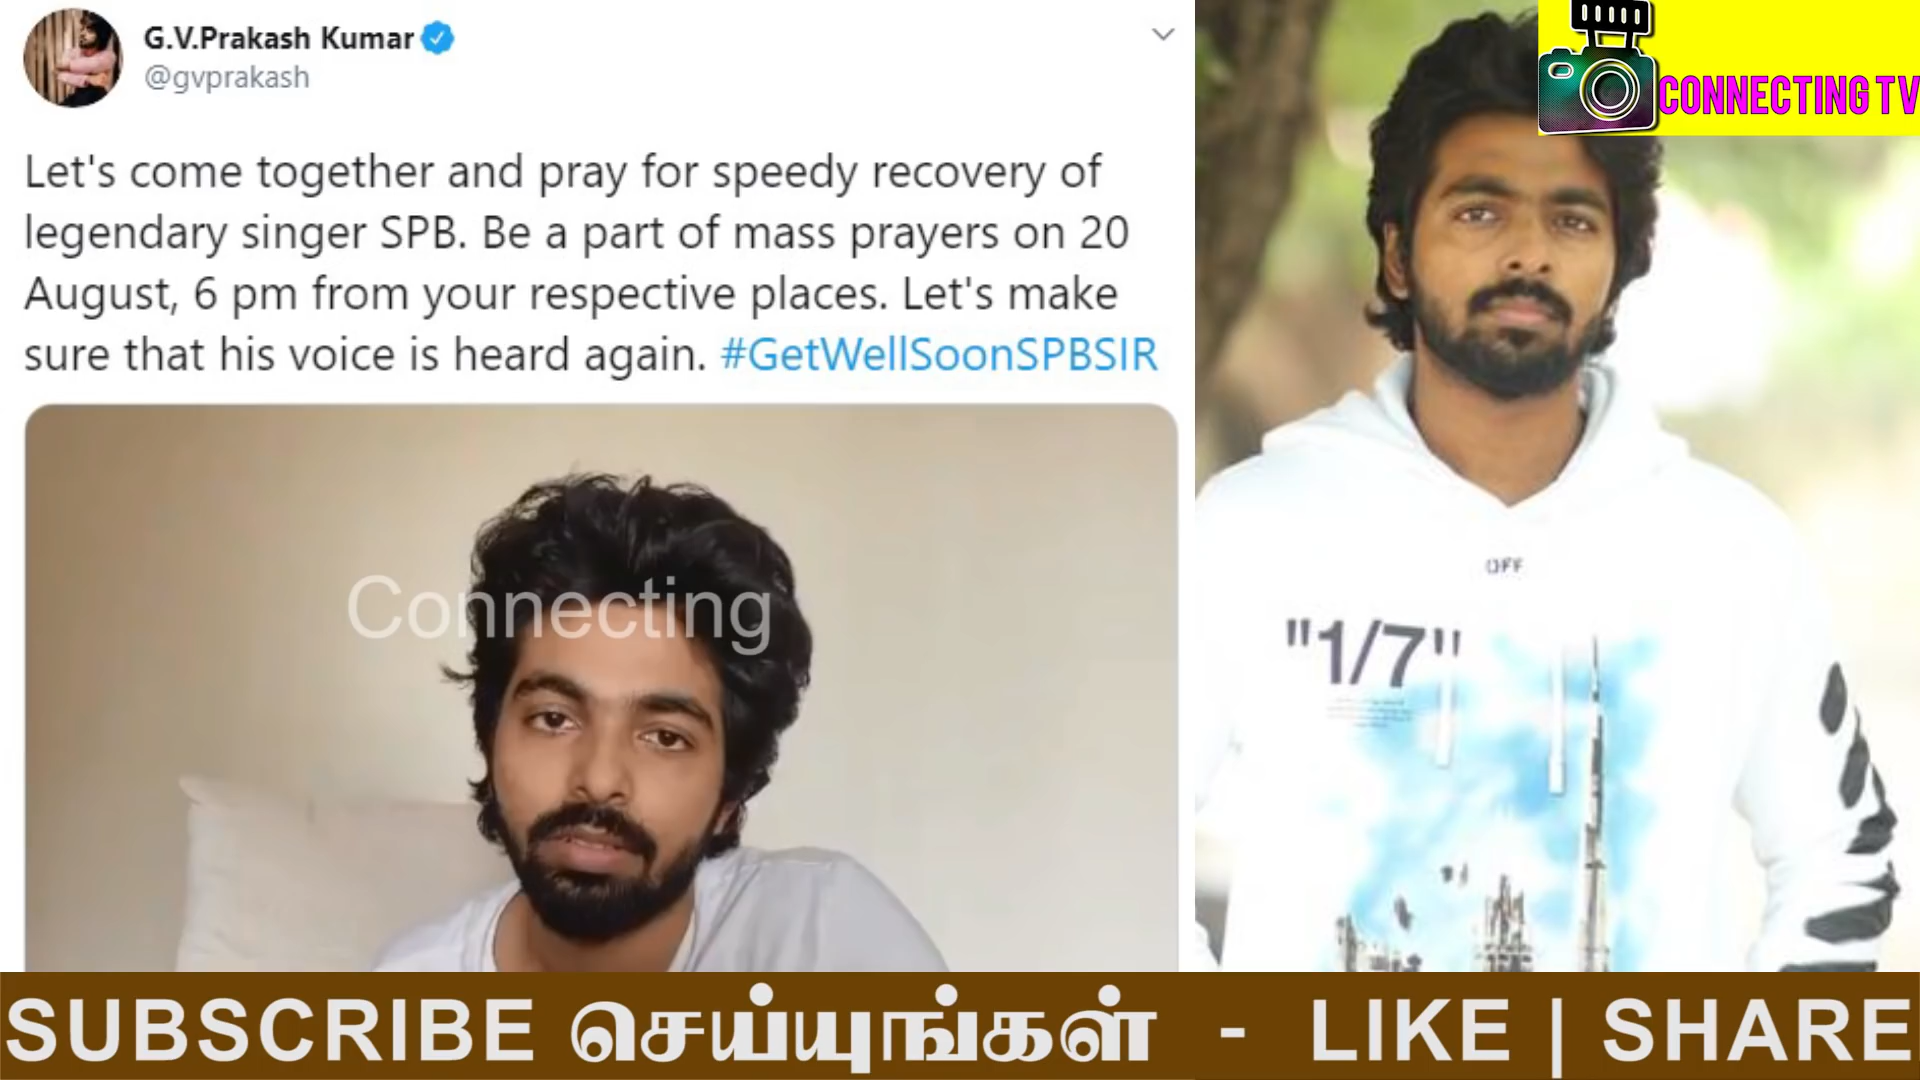 G.V.Prakash Kumar
@gvprakash
Let's come together and pray for speedy recovery of
legendary singer SPB. Be a part of mass prayers on 20
August, 6 pm from your respective places. Let's make
sure that his voice is heard again. #GetWellSoonSPBSIR
Connecting
CONNECTING TV
OFF
"1/7"
SUBSCRIBE செய்யுங்கள் - LIKE | SHARE